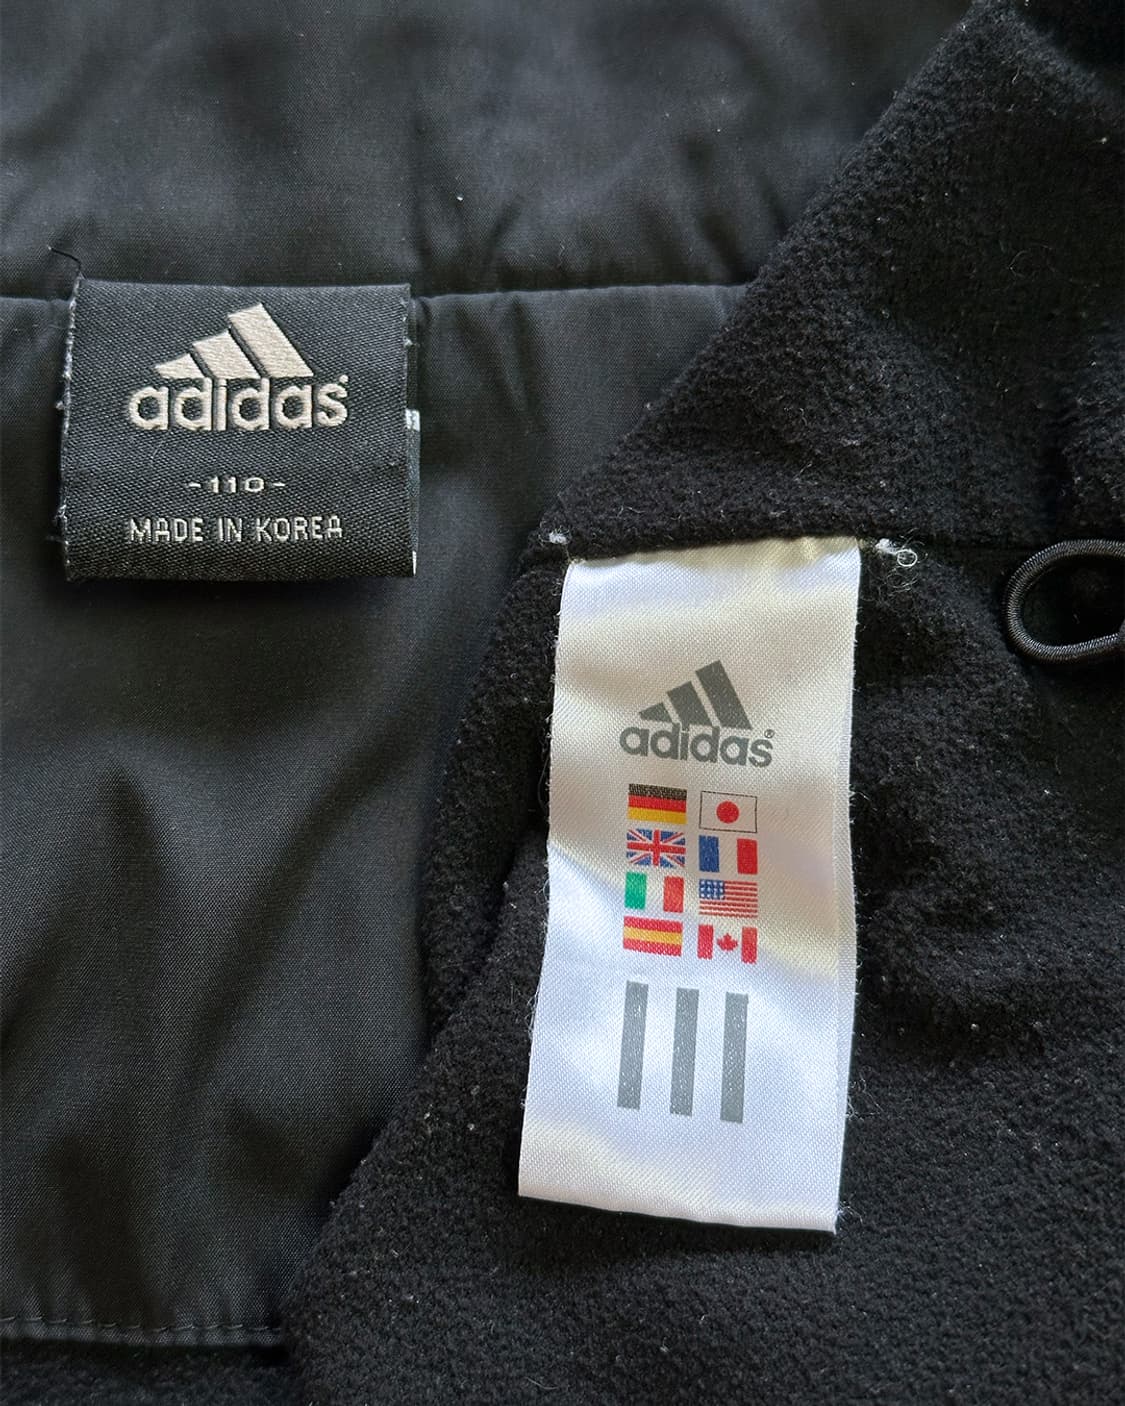 adidas
-110-
MADE IN KOREA
adidas®